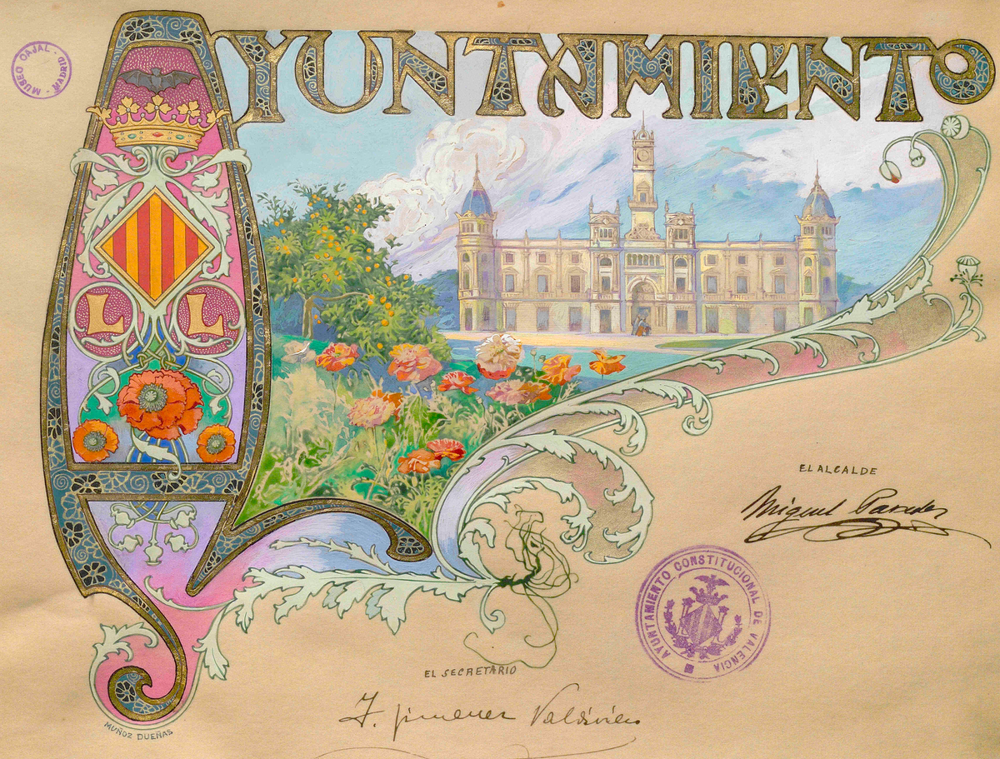 AYUNTAMIENTO
MUSEO CAJAL · MADRID ·
L L
EL ALCALDE
Miguel Paredes
AYUNTAMIENTO CONSTITUCIONAL DE VALENCIA
EL SECRETARIO
J. Jimenez Valdivieso
MUÑOZ DUEÑAS